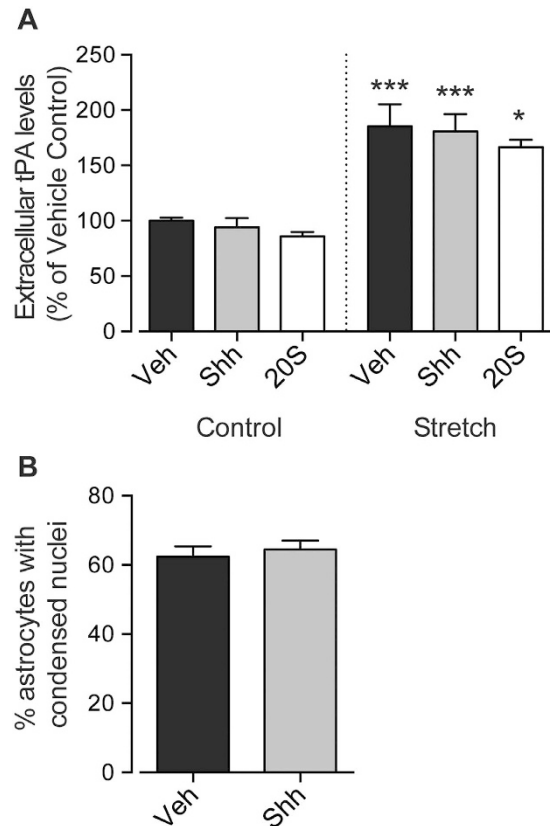 A
Extracellular tPA levels
(% of Vehicle Control)
250
200
150
100
50
0
*** *** *
Veh Shh 20S Veh Shh 20S
Control Stretch
B
% astrocytes with
condensed nuclei
80
60
40
20
0
Veh Shh